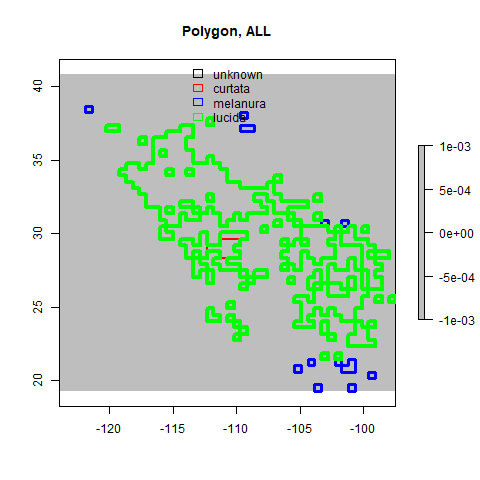 Polygon, ALL
unknown
curtata
melanura
lucida
40
35
30
25
20
-120
-115
-110
-105
-100
1e-03
5e-04
0e+00
-5e-04
-1e-03